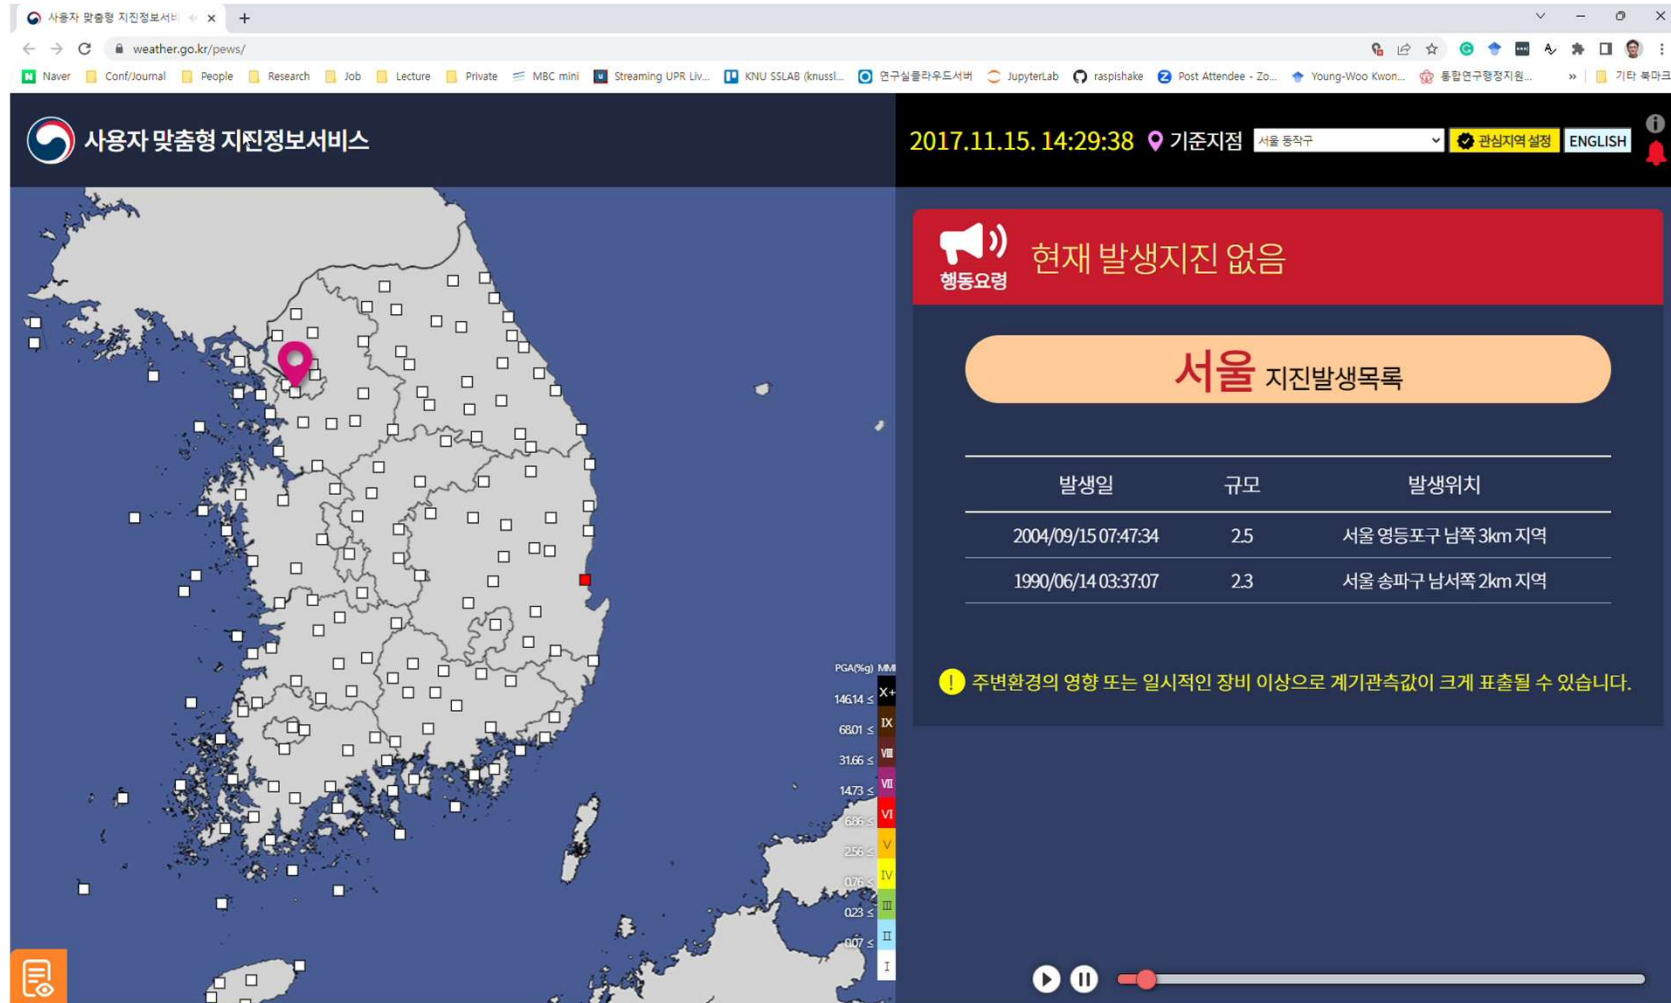 사용자 맞춤형 지진정보서비
weather.go.kr/pews/
Naver Conf/Journal People Research Job Lecture Private MBC mini Streaming UPR Liv... KNU SSLAB (knussl... 연구실클라우드서버 JupyterLab raspishake Post Attendee - Zo... Young-Woo Kwon... 통합연구행정지원... » 기타 북마크
사용자 맞춤형 지진정보서비스
2017.11.15. 14:29:38 기준지점 서울 동작구 관심지역 설정 ENGLISH
행동요령
현재 발생지진 없음
서울 지진발생목록
발생일 규모 발생위치
2004/09/15 07:47:34 2.5 서울 영등포구 남쪽 3km 지역
1990/06/14 03:37:07 2.3 서울 송파구 남서쪽 2km 지역
주변환경의 영향 또는 일시적인 장비 이상으로 계기관측값이 크게 표출될 수 있습니다.
PGA(%g) MMI
146.14 ≤ X+
68.01 ≤ IX
31.66 ≤ VIII
14.73 ≤ VII
6.86 ≤ VI
2.56 ≤ V
0.76 ≤ IV
0.23 ≤ III
0.07 ≤ II
I